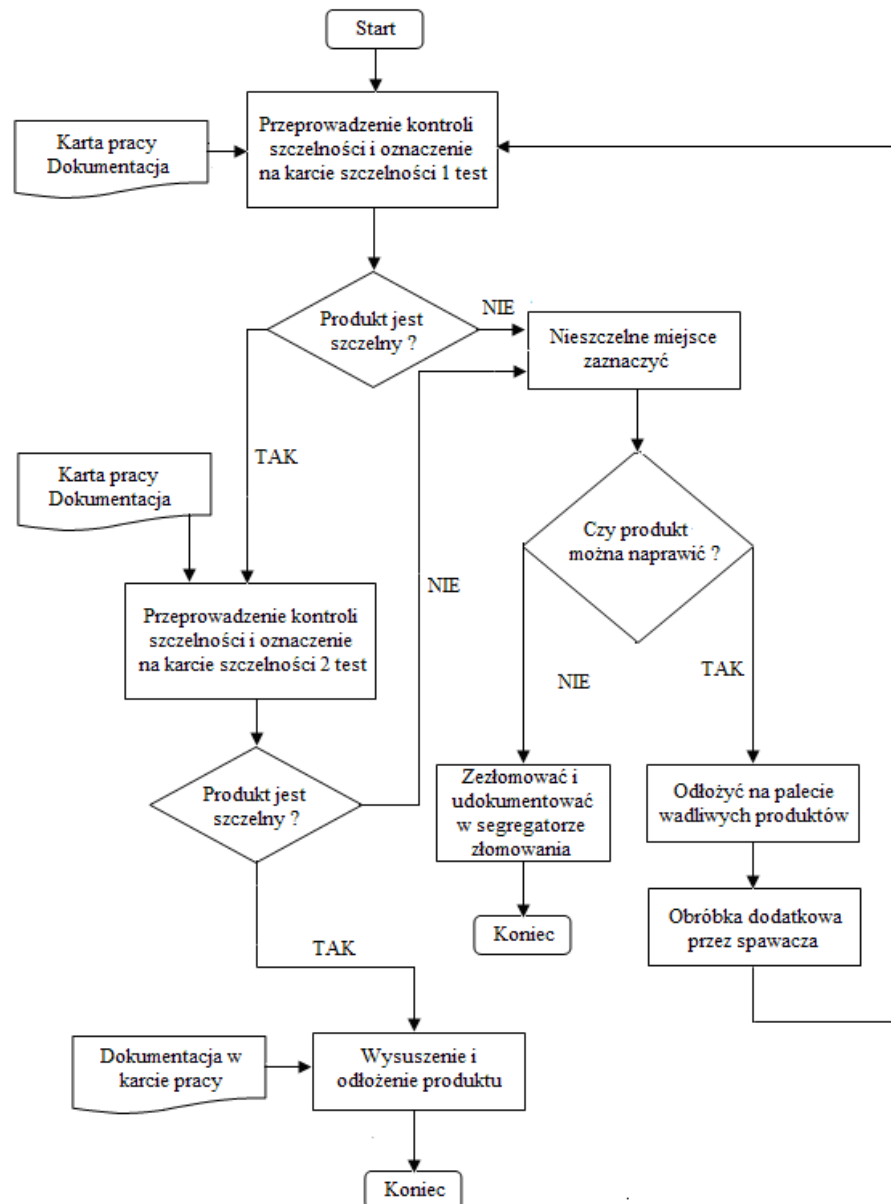 Start
Karta pracy
Dokumentacja
Przeprowadzenie kontroli
szczelności i oznaczenie
na karcie szczelności 1 test
Produkt jest
szczelny ?
NIE
Nieszczelne miejsce
zaznaczyć
TAK
Karta pracy
Dokumentacja
Czy produkt
można naprawić ?
NIE
Przeprowadzenie kontroli
szczelności i oznaczenie
na karcie szczelności 2 test
NIE
TAK
Produkt jest
szczelny ?
Zezłomować i
udokumentować
w segregatorze
złomowania
Odłożyć na palecie
wadliwych produktów
Koniec
Obróbka dodatkowa
przez spawacza
TAK
Dokumentacja w
karcie pracy
Wysuszenie i
odłożenie produktu
Koniec